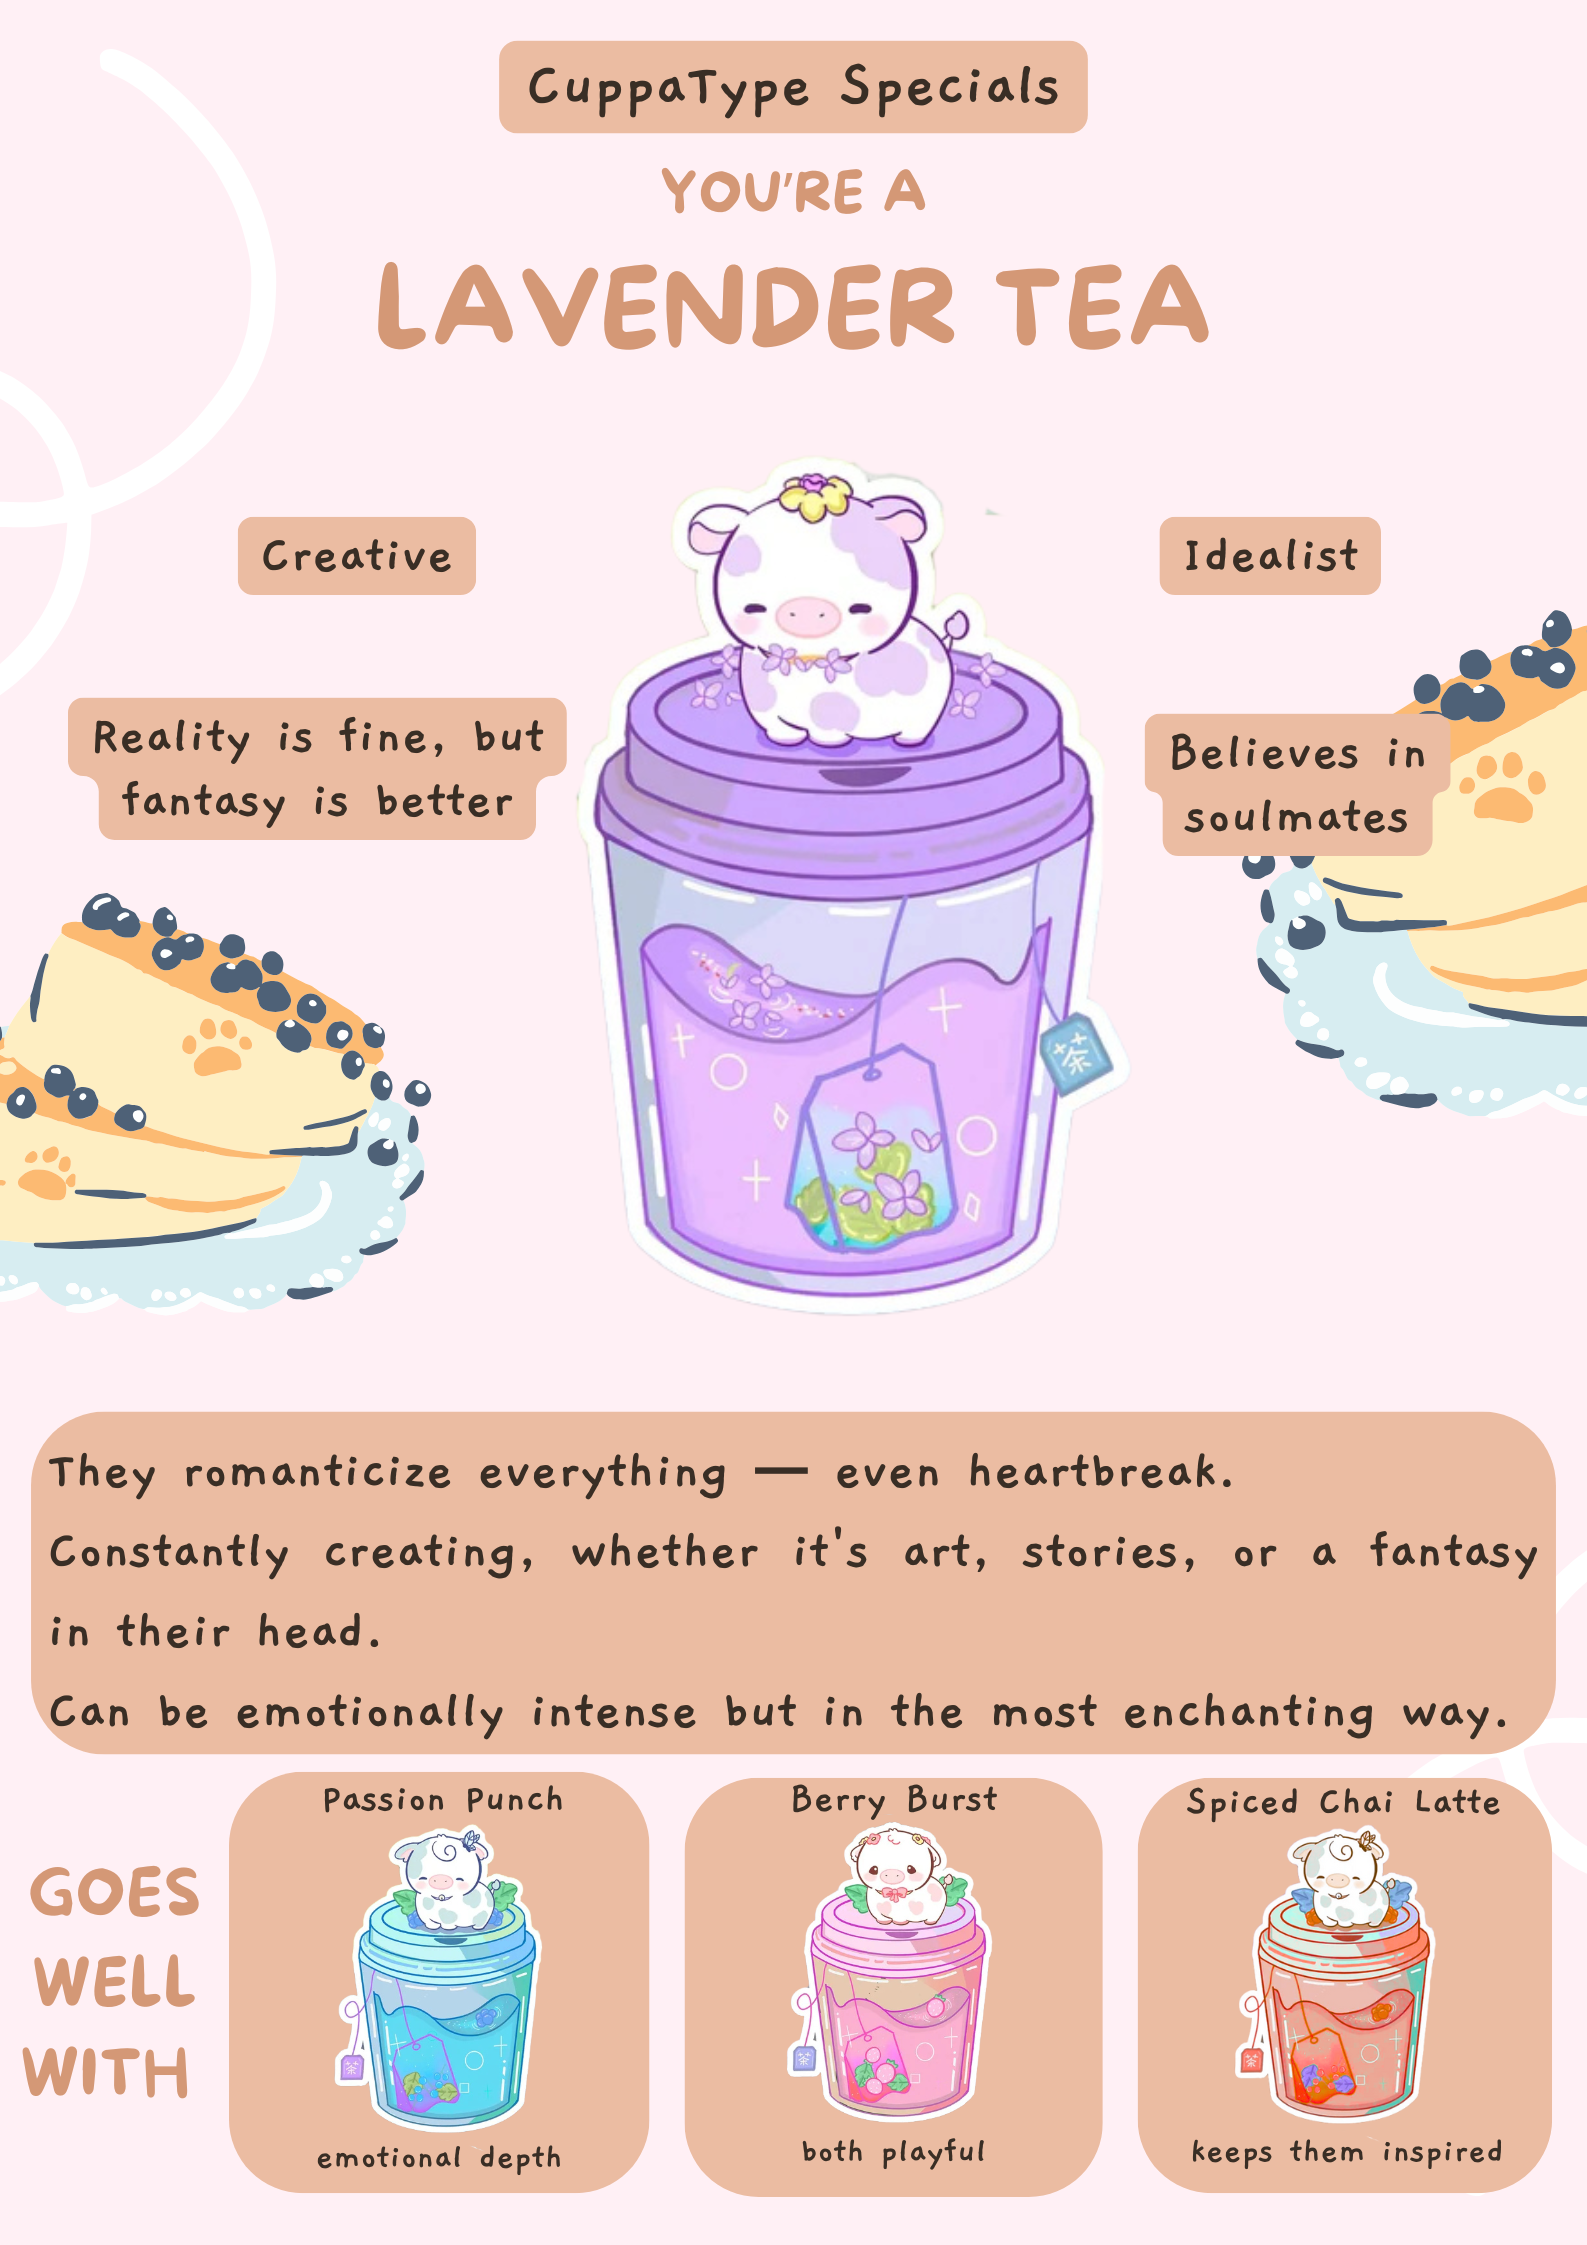 CuppaType Specials
YOU'RE A
LAVENDER TEA
Creative
Idealist
Reality is fine, but
fantasy is better
Believes in
soulmates
茶
They romanticize everything — even heartbreak.
Constantly creating, whether it's art, stories, or a fantasy
in their head.
Can be emotionally intense but in the most enchanting way.
GOES
WELL
WITH
Passion Punch
茶
emotional depth
Berry Burst
茶
both playful
Spiced Chai Latte
茶
keeps them inspired